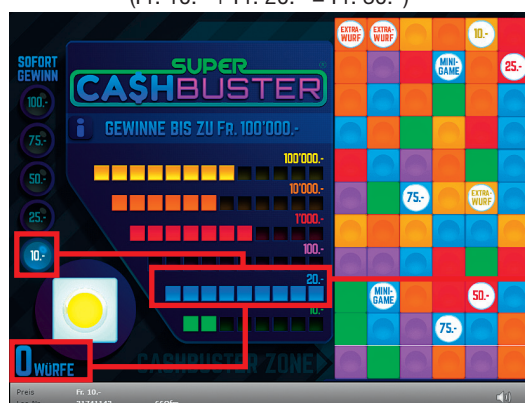 (Fr. 10.– + Fr. 20.– = Fr. 30.–)
SUPER
CA$HBUSTER
GEWINNE BIS ZU FR. 100'000.-
SOFORT
GEWINN
100.-
75.-
50.-
25.-
10.-
100'000.-
10'000.-
1'000.-
100.-
20.-
10.-
0 WÜRFE
CASHBUSTER ZONE
EXTRA-
WURF
EXTRA-
WURF
10.-
MINI-
GAME
25.-
75.-
EXTRA-
WURF
MINI-
GAME
50.-
75.-
Preis
Fr. 10.-